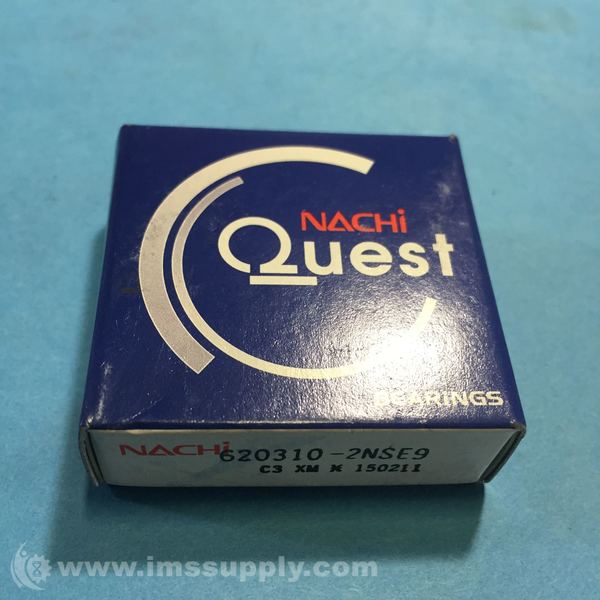 NACHi
Quest
BEARINGS
NACHi 620310-2NSE9
C3 XM X 150211
www.imssupply.com